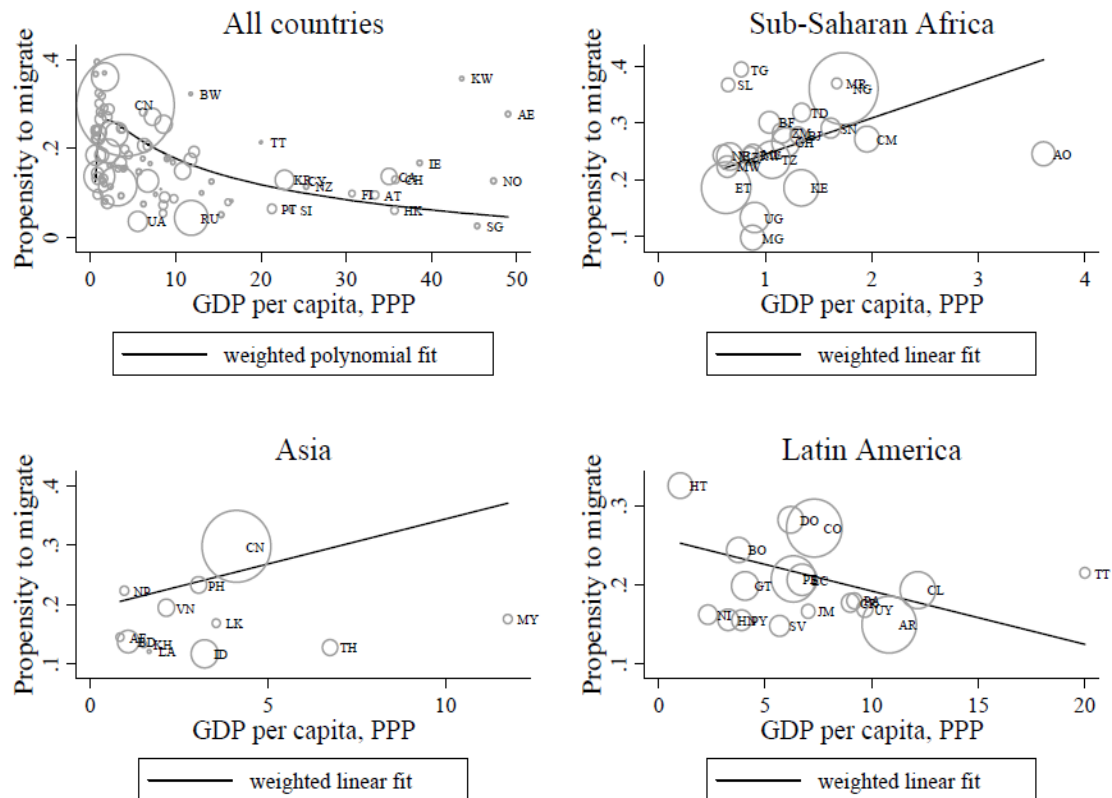 All countries
Propensity to migrate
.4
.2
0
CN
BW
KW
AE
TT
IE
CH
NO
NZ
FI
AT
UA
RU
PT
SI
HK
SG
0 10 20 30 40 50
GDP per capita, PPP
weighted polynomial fit
Sub-Saharan Africa
Propensity to migrate
.4
.3
.2
.1
TG
SL
MR
NG
TD
BF
SN
ZM
BJ
GH
CM
AO
TZ
MW
ET
KE
UG
MG
0 1 2 3 4
GDP per capita, PPP
weighted linear fit
Asia
Propensity to migrate
.4
.3
.2
.1
CN
NP
PH
VN
LK
MY
KH
LA
ID
TH
0 5 10
GDP per capita, PPP
weighted linear fit
Latin America
Propensity to migrate
.3
.2
.1
HT
DO
CO
BO
PE
EC
GT
CL
TT
PA
UY
NI
HN
PY
SV
JM
AR
0 5 10 15 20
GDP per capita, PPP
weighted linear fit